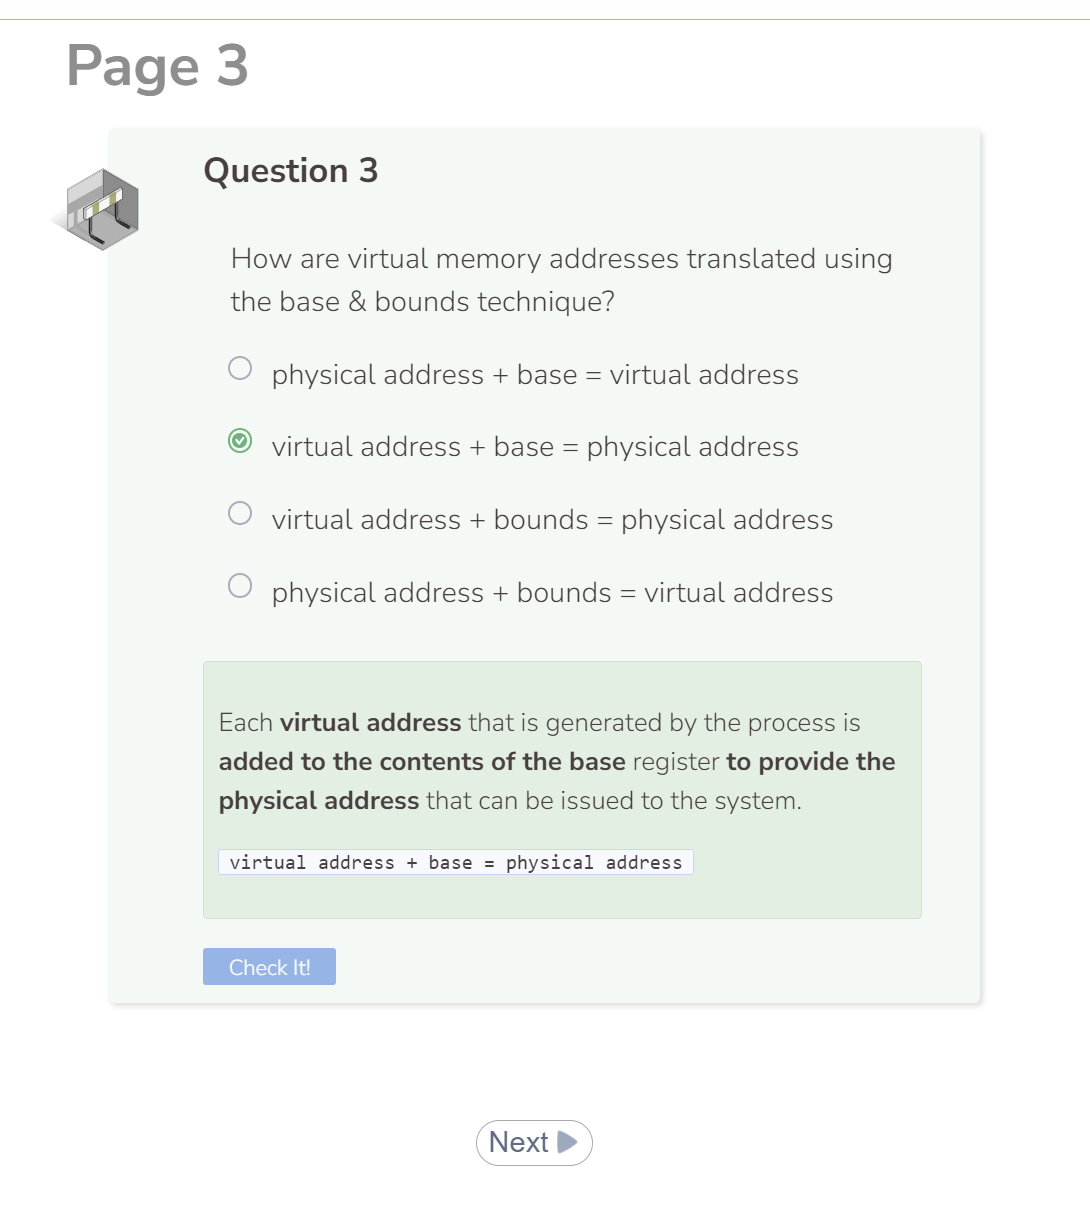 Page 3
Question 3
How are virtual memory addresses translated using
the base & bounds technique?
physical address + base = virtual address
virtual address + base = physical address
virtual address + bounds = physical address
physical address + bounds = virtual address
Each virtual address that is generated by the process is
added to the contents of the base register to provide the
physical address that can be issued to the system.
virtual address + base = physical address
Check It!
Next